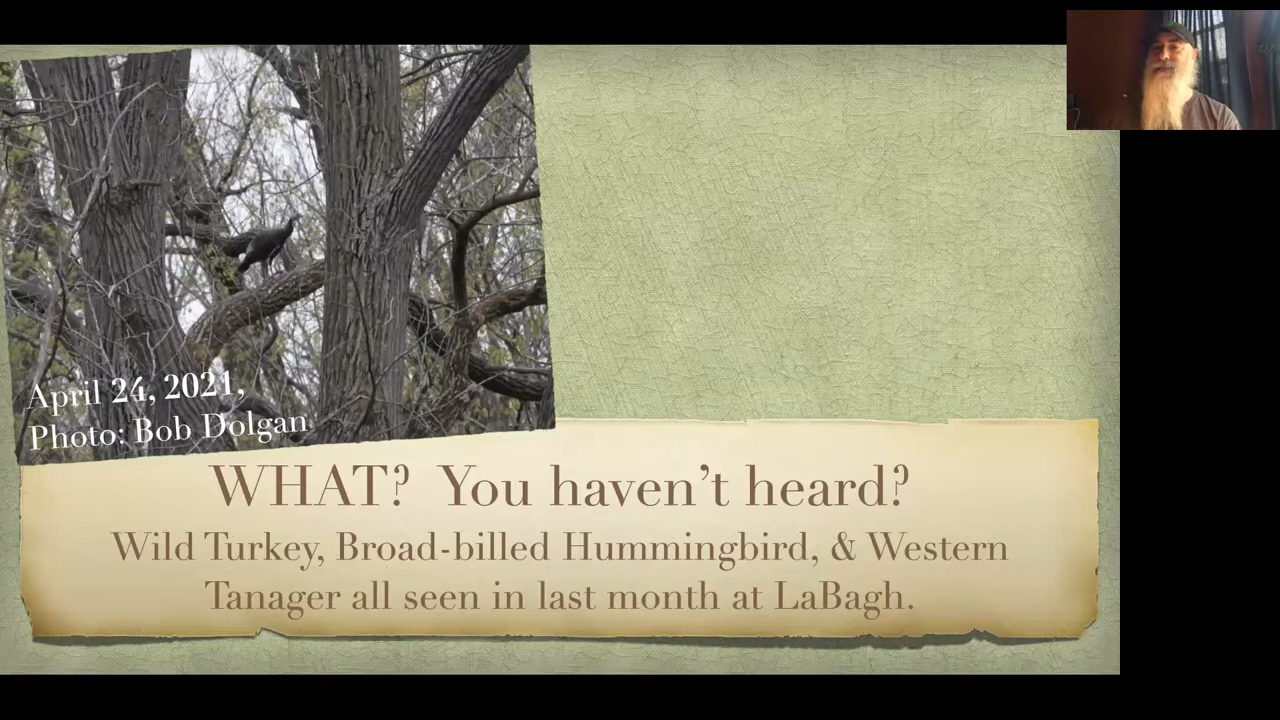 April 24, 2021,
Photo: Bob Dolgan
WHAT?  You haven’t heard?
Wild Turkey, Broad-billed Hummingbird, & Western
Tanager all seen in last month at LaBagh.